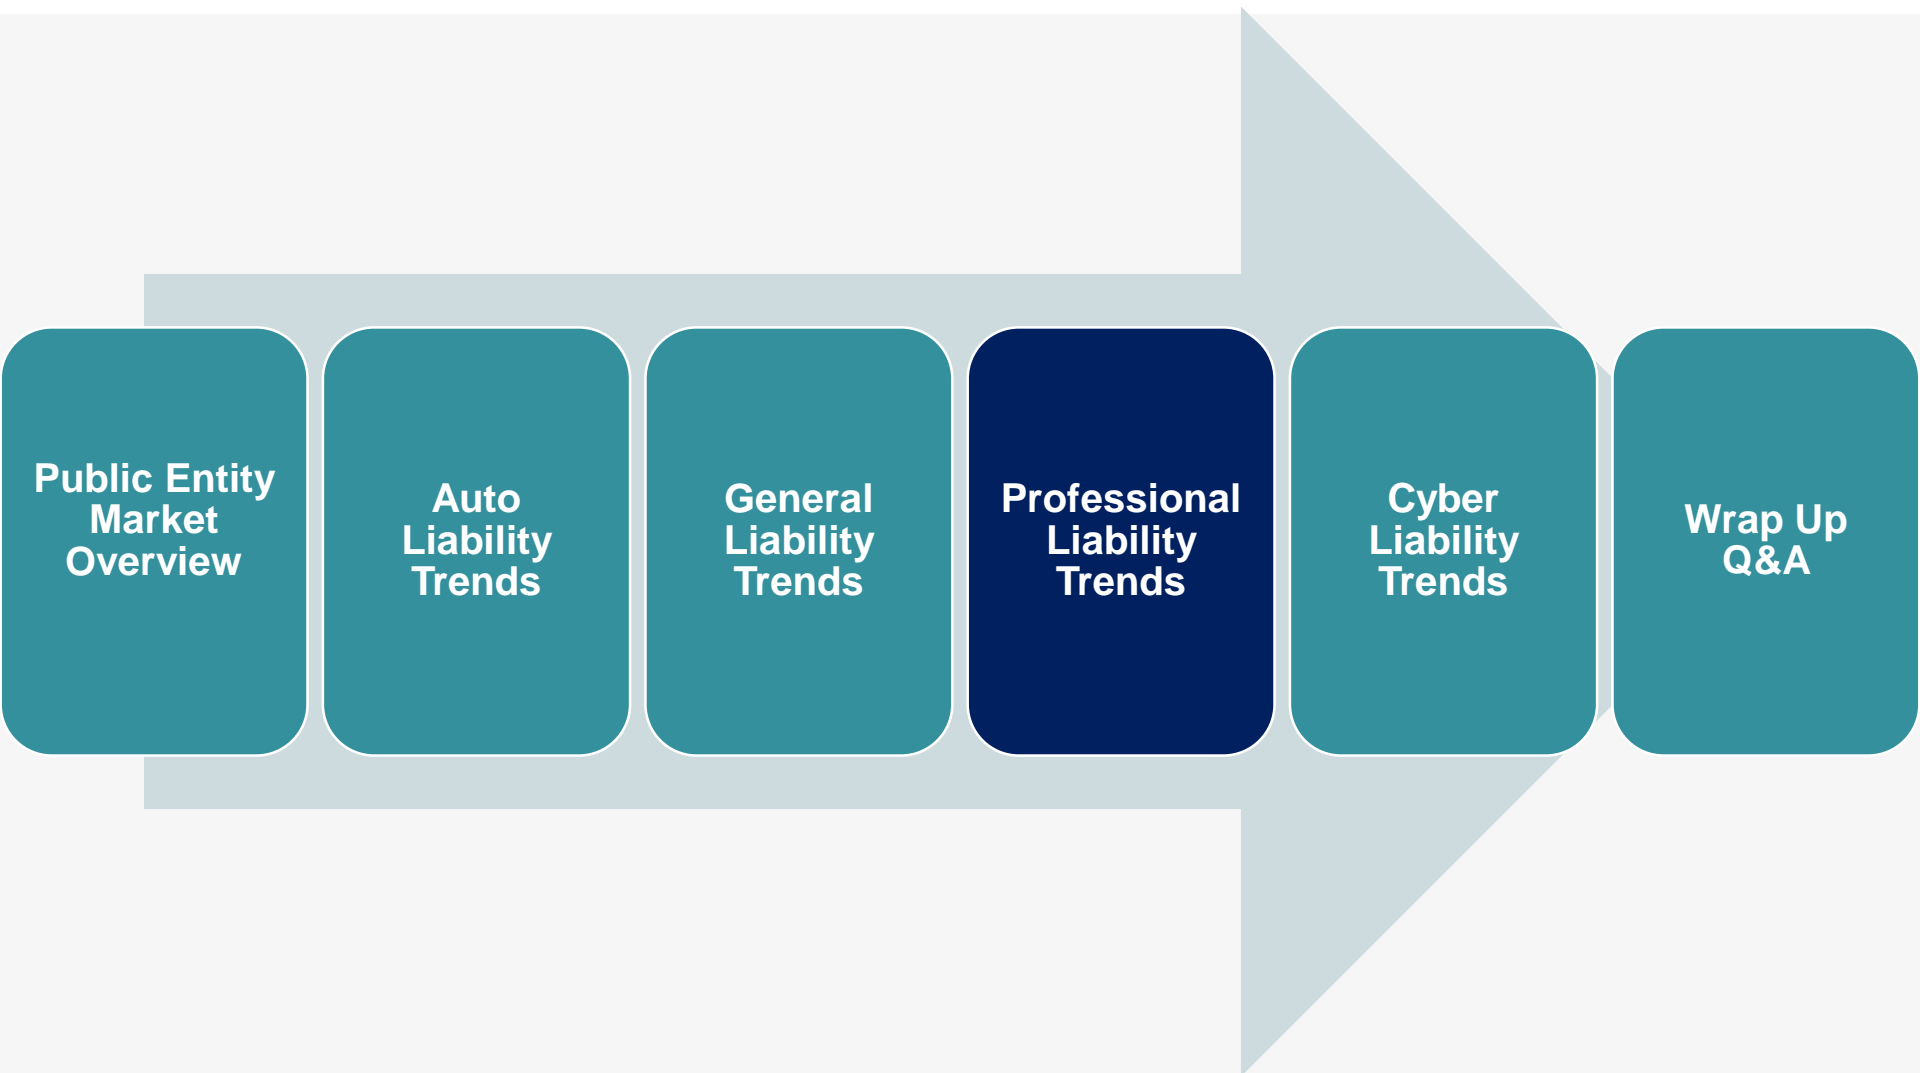 Public Entity
Market
Overview
Auto
Liability
Trends
General
Liability
Trends
Professional
Liability
Trends
Cyber
Liability
Trends
Wrap Up
Q&A